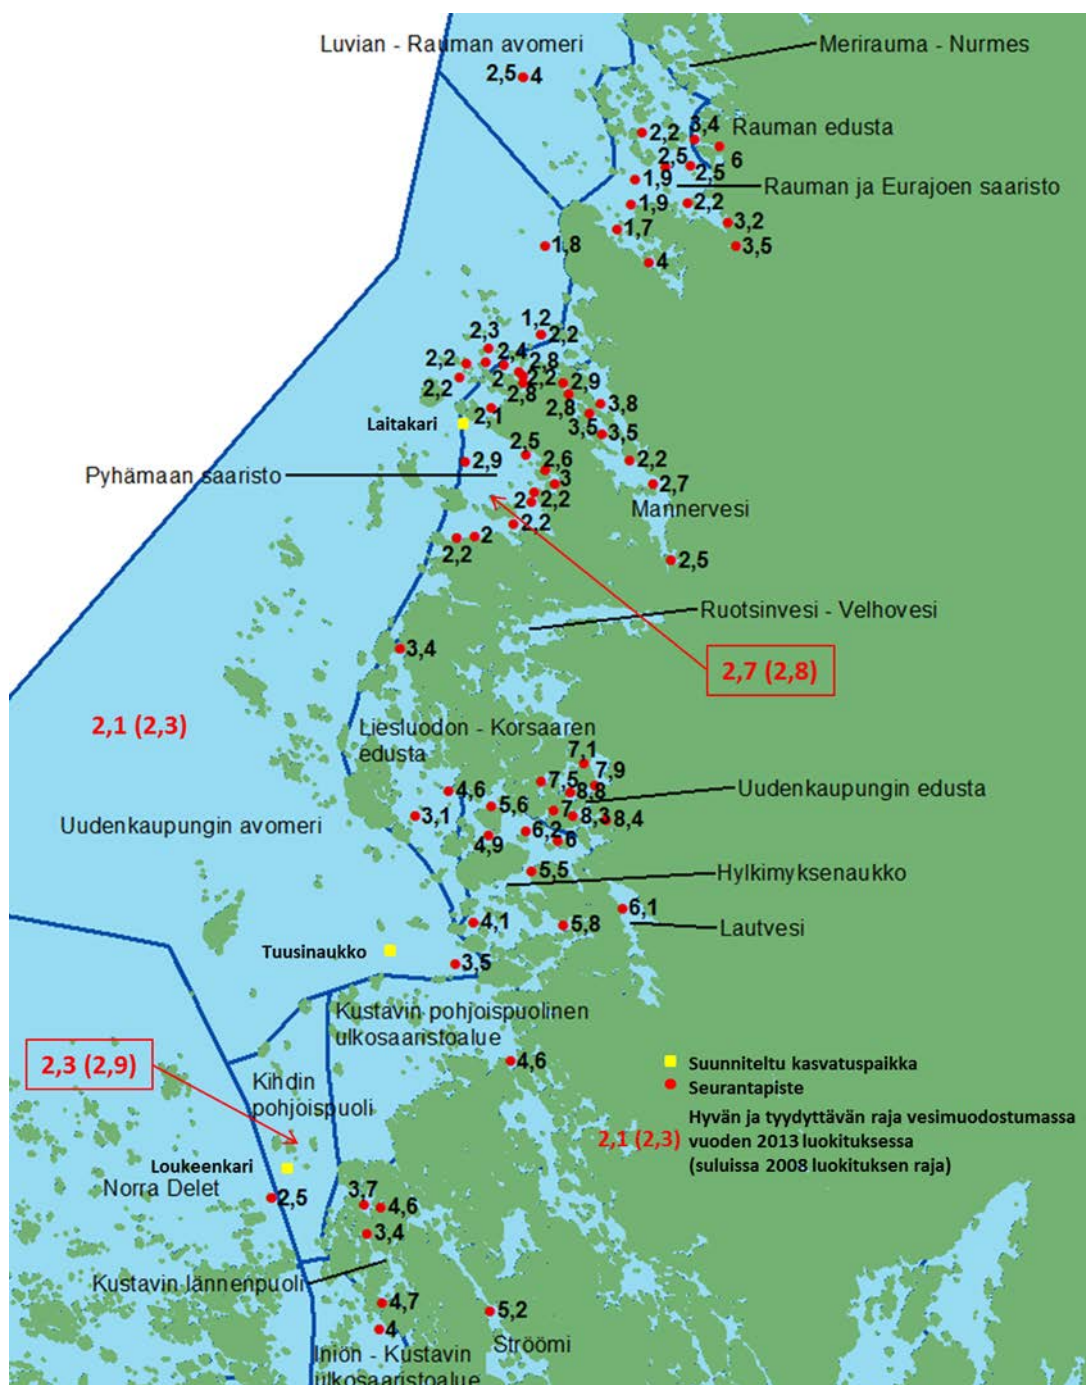 Luvian - Rauman avomeri
Merirauma - Nurmes
2,5
4
3,4
Rauman edusta
2,2
6
2,5
2,5
1,9
Rauman ja Eurajoen saaristo
1,9
2,2
3,2
1,7
1,8
3,5
4
1,2
2,3
2,2
2,4
2,2
2,8
2
2,2
2,9
2,2
2,8
2,8
3,8
2,1
Laitakari
3,5
3,5
2,5
2,9
2,6
2,2
Pyhämaan saaristo
3
2,7
2
2,2
Mannervesi
2,2
2
2,2
2,5
Ruotsinvesi - Velhovesi
3,4
2,7 (2,8)
2,1 (2,3)
Liesluodon - Korsaaren
edusta
7,1
7,9
7,5
8,8
4,6
Uudenkaupungin edusta
5,6
7
3,1
8,3
8,4
Uudenkaupungin avomeri
6,2
4,9
6
5,5
Hylkimyksenaukko
6,1
4,1
5,8
Lautvesi
Tuusinaukko
3,5
Kustavin pohjoispuolinen
ulkosaaristoalue
2,3 (2,9)
4,6
Suunniteltu kasvatuspaikka
Kihdin
pohjoispuoli
Seurantapiste
2,1 (2,3)
Hyvän ja tyydyttävän raja vesimuodostumassa
vuoden 2013 luokituksessa
(suluissa 2008 luokituksen raja)
Loukeenkari
Norra Delet
2,5
3,7
4,6
3,4
Kustavin lännenpuoli
4,7
5,2
4
Ströömi
Iniön - Kustavin
ulkosaaristoalue